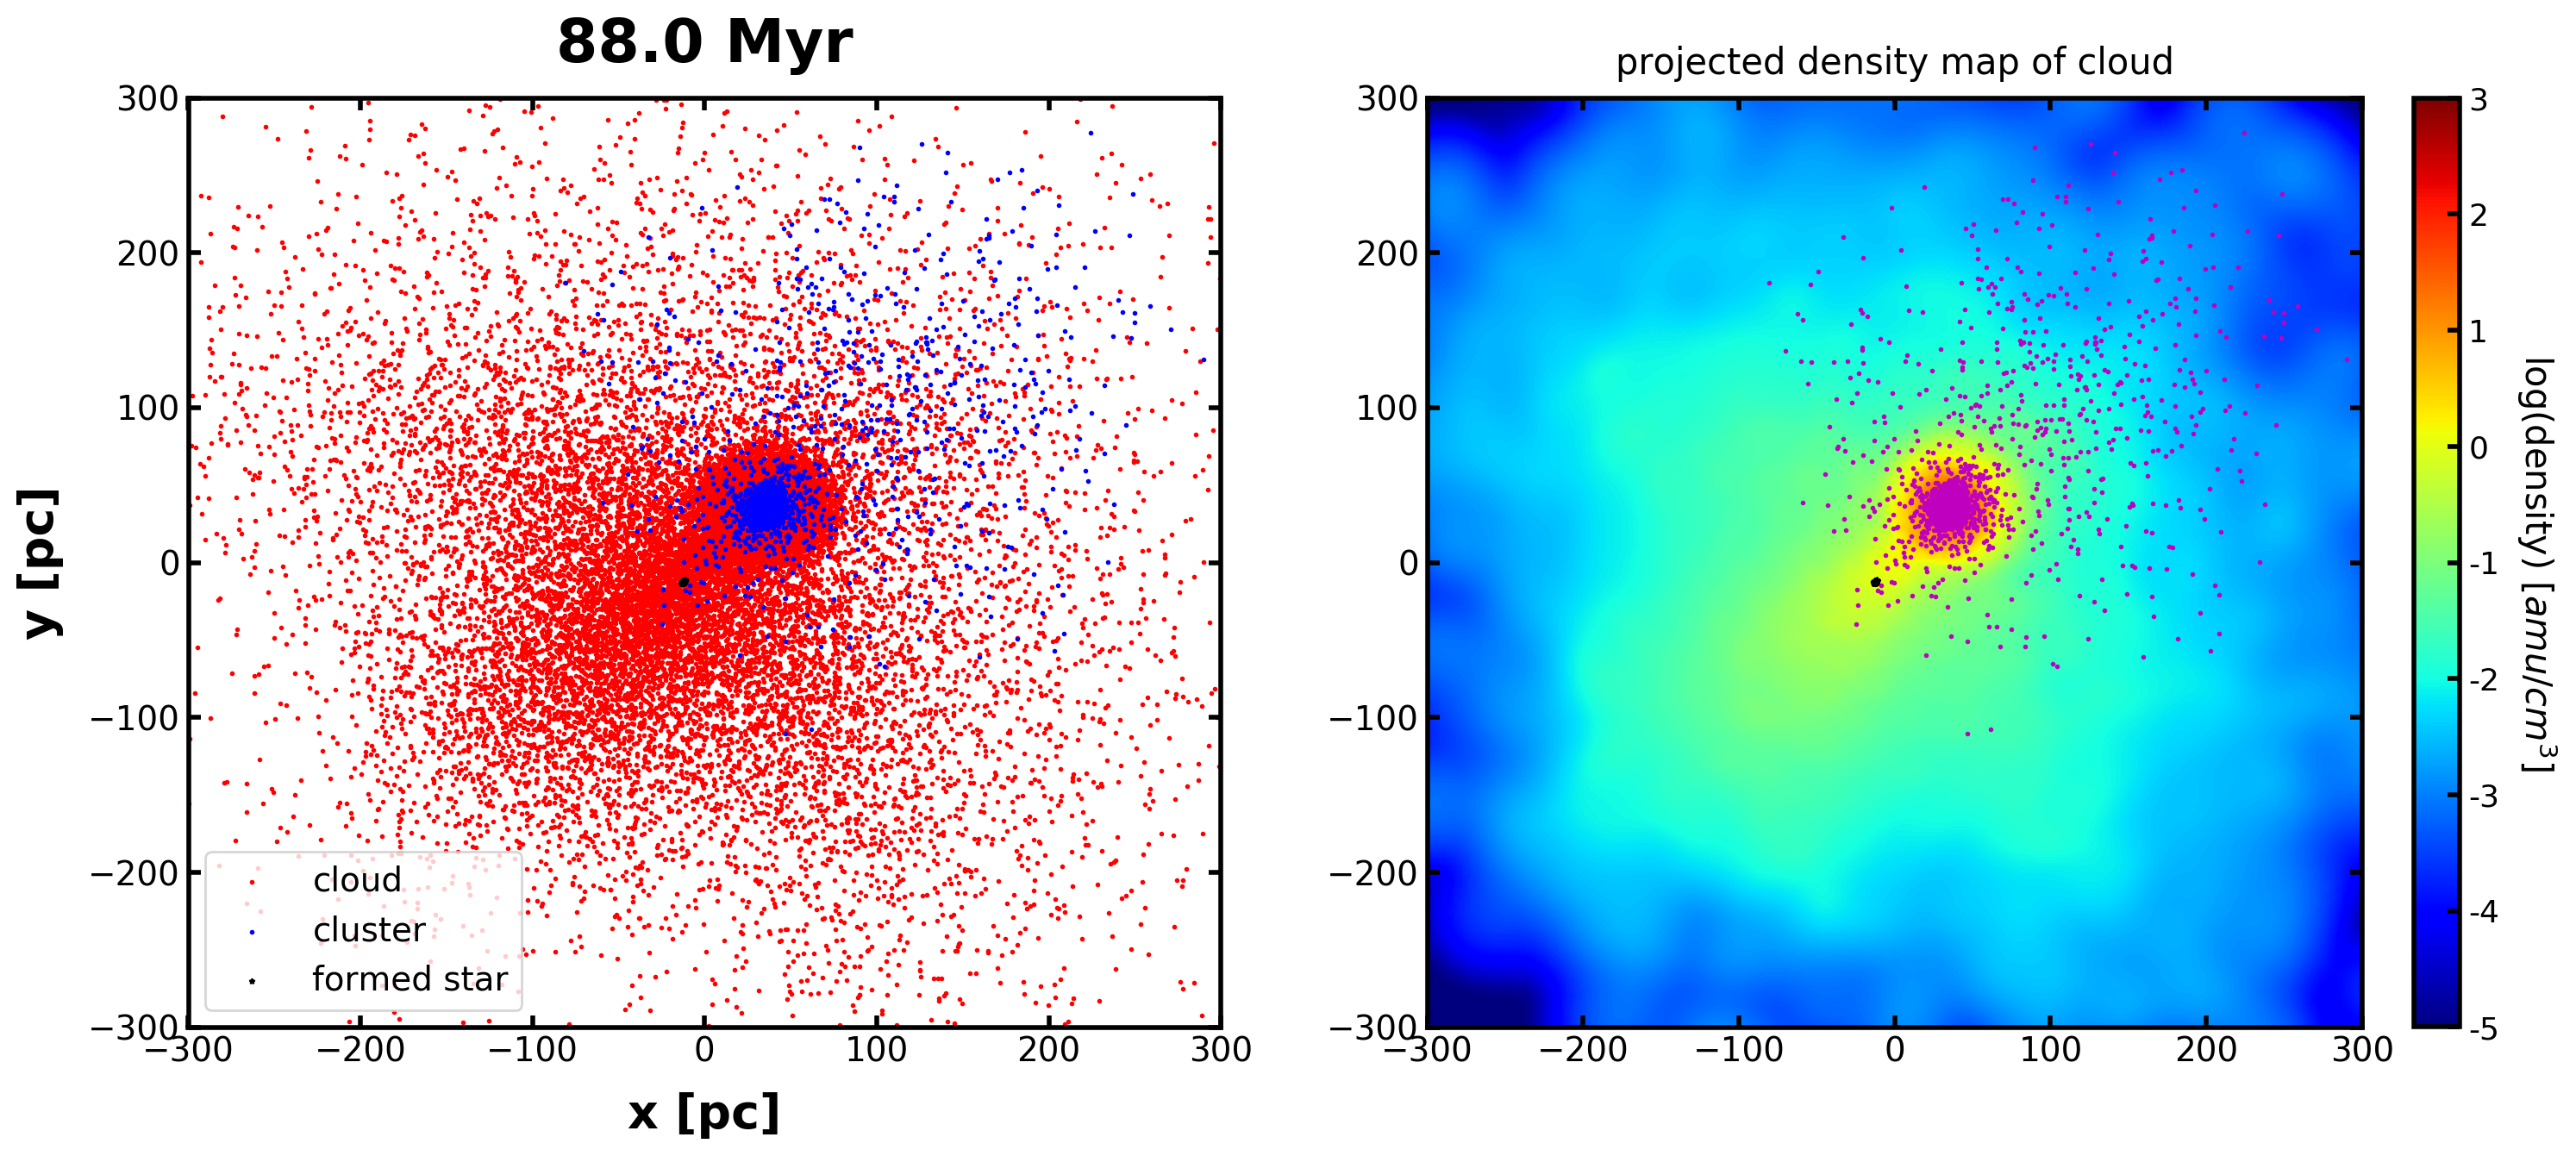 88.0 Myr
300
200
100
0
−100
−200
−300
y [pc]
cloud
cluster
formed star
−300 −200 −100 0 100 200 300
x [pc]
projected density map of cloud
300
200
100
0
−100
−200
−300
−300 −200 −100 0 100 200 300
3
2
1
0
-1
-2
-3
-4
-5
log(density) [amu/cm³]